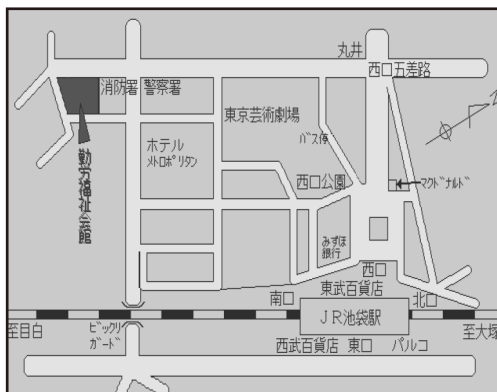 丸井
西口五差路
消防署
警察署
東京芸術劇場
バス停
ホテル
メトロポリタン
勤労福祉会館
西口公園
マクドナルド
みずほ
銀行
西口
東武百貨店
南口
北口
JR池袋駅
至目白
ビックリ
ガード
至大塚
西武百貨店
東口
パルコ